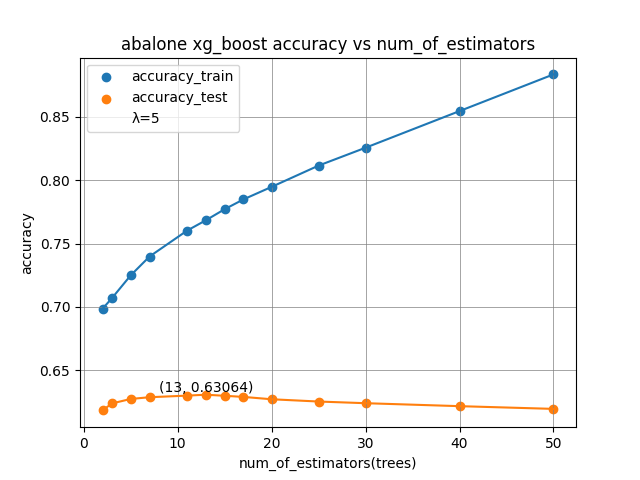 abalone xg_boost accuracy vs num_of_estimators
accuracy_train
accuracy_test
λ=5
accuracy
0.85
0.80
0.75
0.70
0.65
(13, 0.63064)
0 10 20 30 40 50
num_of_estimators(trees)